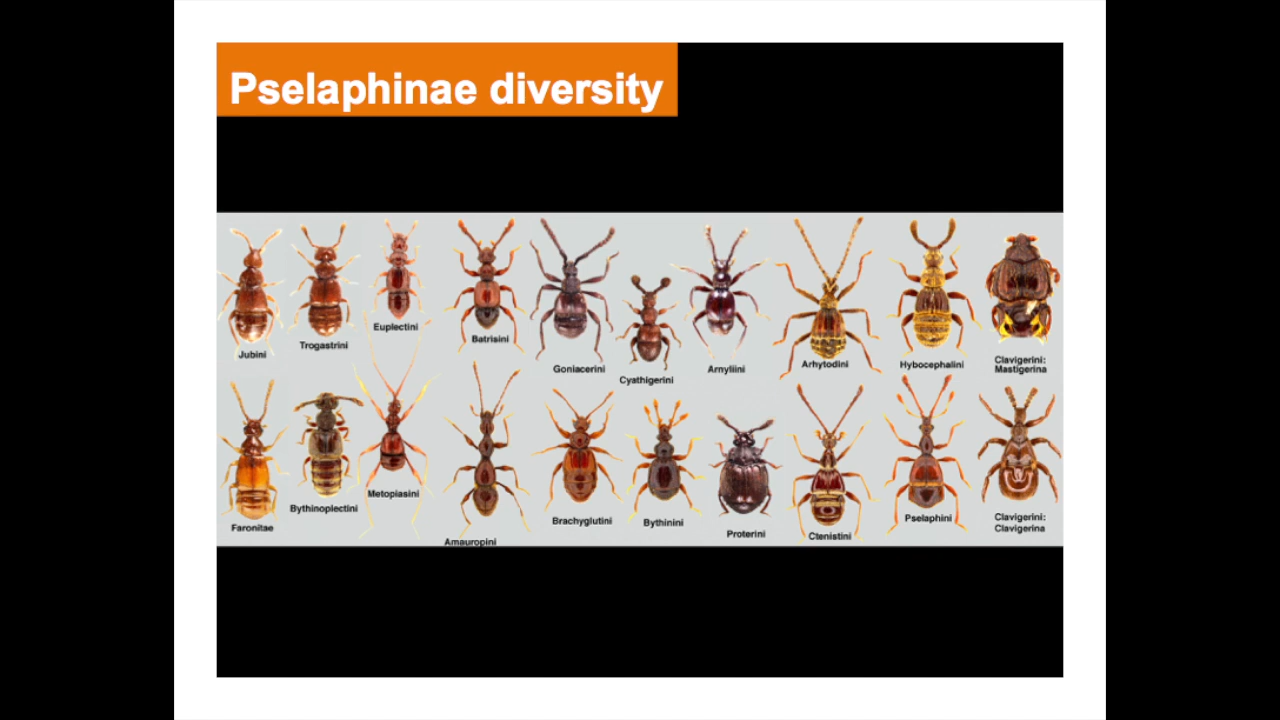 Pselaphinae diversity
Jubini
Trogastrini
Euplectini
Batrisini
Goniacerini
Cyathigerini
Arnyliini
Arhytodini
Hybocephalini
Clavigerini:
Mastigerina
Faronitae
Bythinoplectini
Metopiasini
Amauropini
Brachyglutini
Bythinini
Proterini
Ctenistini
Pselaphini
Clavigerini:
Clavigerina